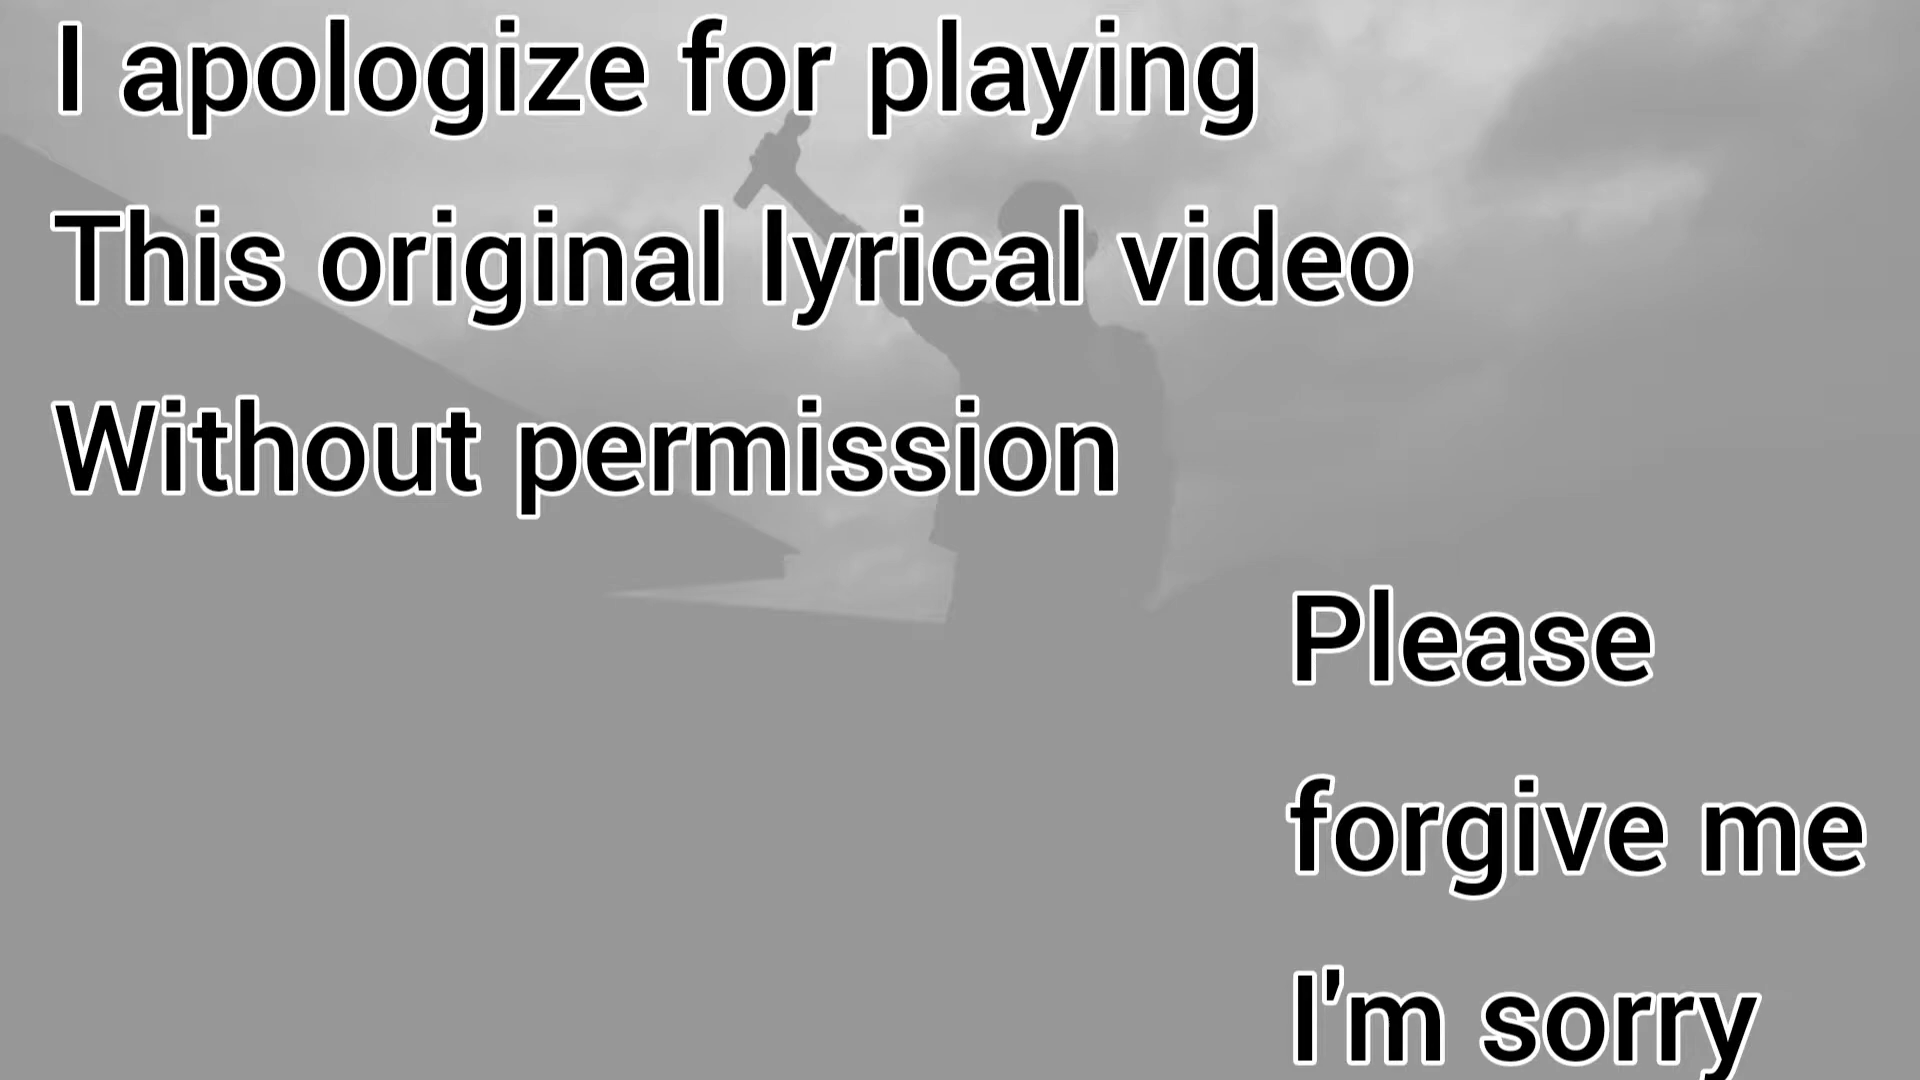 I apologize for playing
This original lyrical video
Without permission
Please
forgive me
I'm sorry